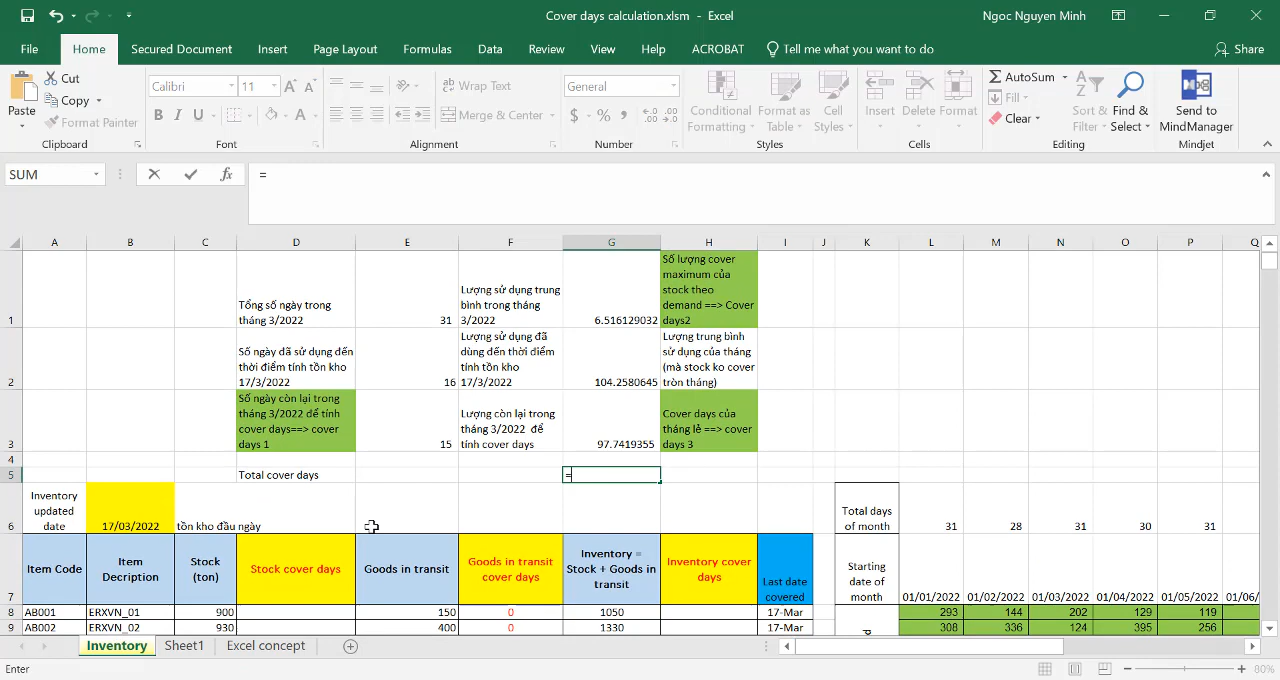 Cover days calculation.xlsm - Excel
Ngoc Nguyen Minh
File Home Secured Document Insert Page Layout Formulas Data Review View Help ACROBAT Tell me what you want to do Share
Paste
Cut
Copy
Format Painter
Clipboard
Calibri 11
B I U
Font
Wrap Text
Merge & Center
Alignment
General
$ % ,
Number
Conditional Formatting
Format as Table
Cell Styles
Styles
Insert Delete Format
Cells
AutoSum
Fill
Clear
Sort & Filter
Find & Select
Editing
Send to MindManager
Mindjet
SUM
fx
=
A B C D E F G H I J K L M N O P Q
1
Tổng số ngày trong
tháng 3/2022
31
Lượng sử dụng trung
bình trong tháng
3/2022
6.516129032
Số lượng cover
maximum của
stock theo
demand ==> Cover
days2
2
Số ngày đã sử dụng đến
thời điểm tính tồn kho
17/3/2022
16
Lượng sử dụng đã
dùng đến thời điểm
tính tồn kho
17/3/2022
104.2580645
Lượng trung bình
sử dụng của tháng
(mà stock ko cover
tròn tháng)
3
Số ngày còn lại trong
tháng 3/2022 để tính
cover days==> cover
days 1
15
Lượng còn lại trong
tháng 3/2022 để
tính cover days
97.7419355
Cover days của
tháng lẻ ==> cover
days 3
4
5 Total cover days =
6
Inventory
updated
date
17/03/2022 tồn kho đầu ngày
Total days
of month
31 28 31 30 31
7
Item Code
Item
Decription
Stock
(ton)
Stock cover days
Goods in transit
Goods in transit
cover days
Inventory =
Stock + Goods in
transit
Inventory cover
days
Last date
covered
Starting
date of
month
01/01/2022 01/02/2022 01/03/2022 01/04/2022 01/05/2022 01/06/
8 AB001 ERXVN_01 900 150 0 1050 17-Mar 293 144 202 129 119
9 AB002 ERXVN_02 930 400 0 1330 17-Mar 308 336 124 395 256
Inventory Sheet1 Excel concept
Enter
80%